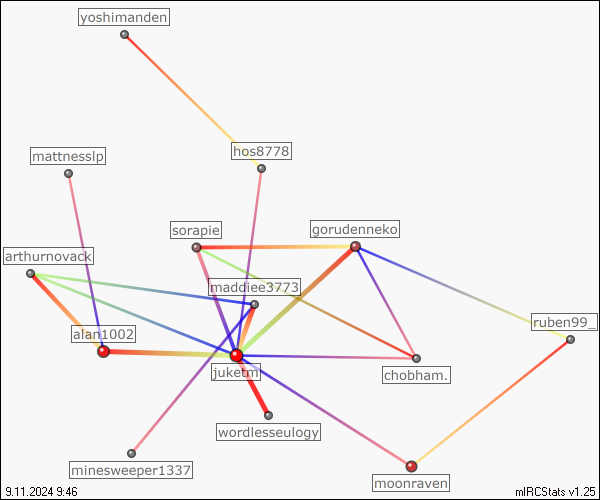 yoshimanden
hos8778
mattnesslp
sorapie
gorudenneko
arthurnovack
maddiee3773
ruben99_
alan1002
juketm
chobham.
wordlesseulogy
minesweeper1337
moonraven
9.11.2024 9:46
mIRCStats v1.25